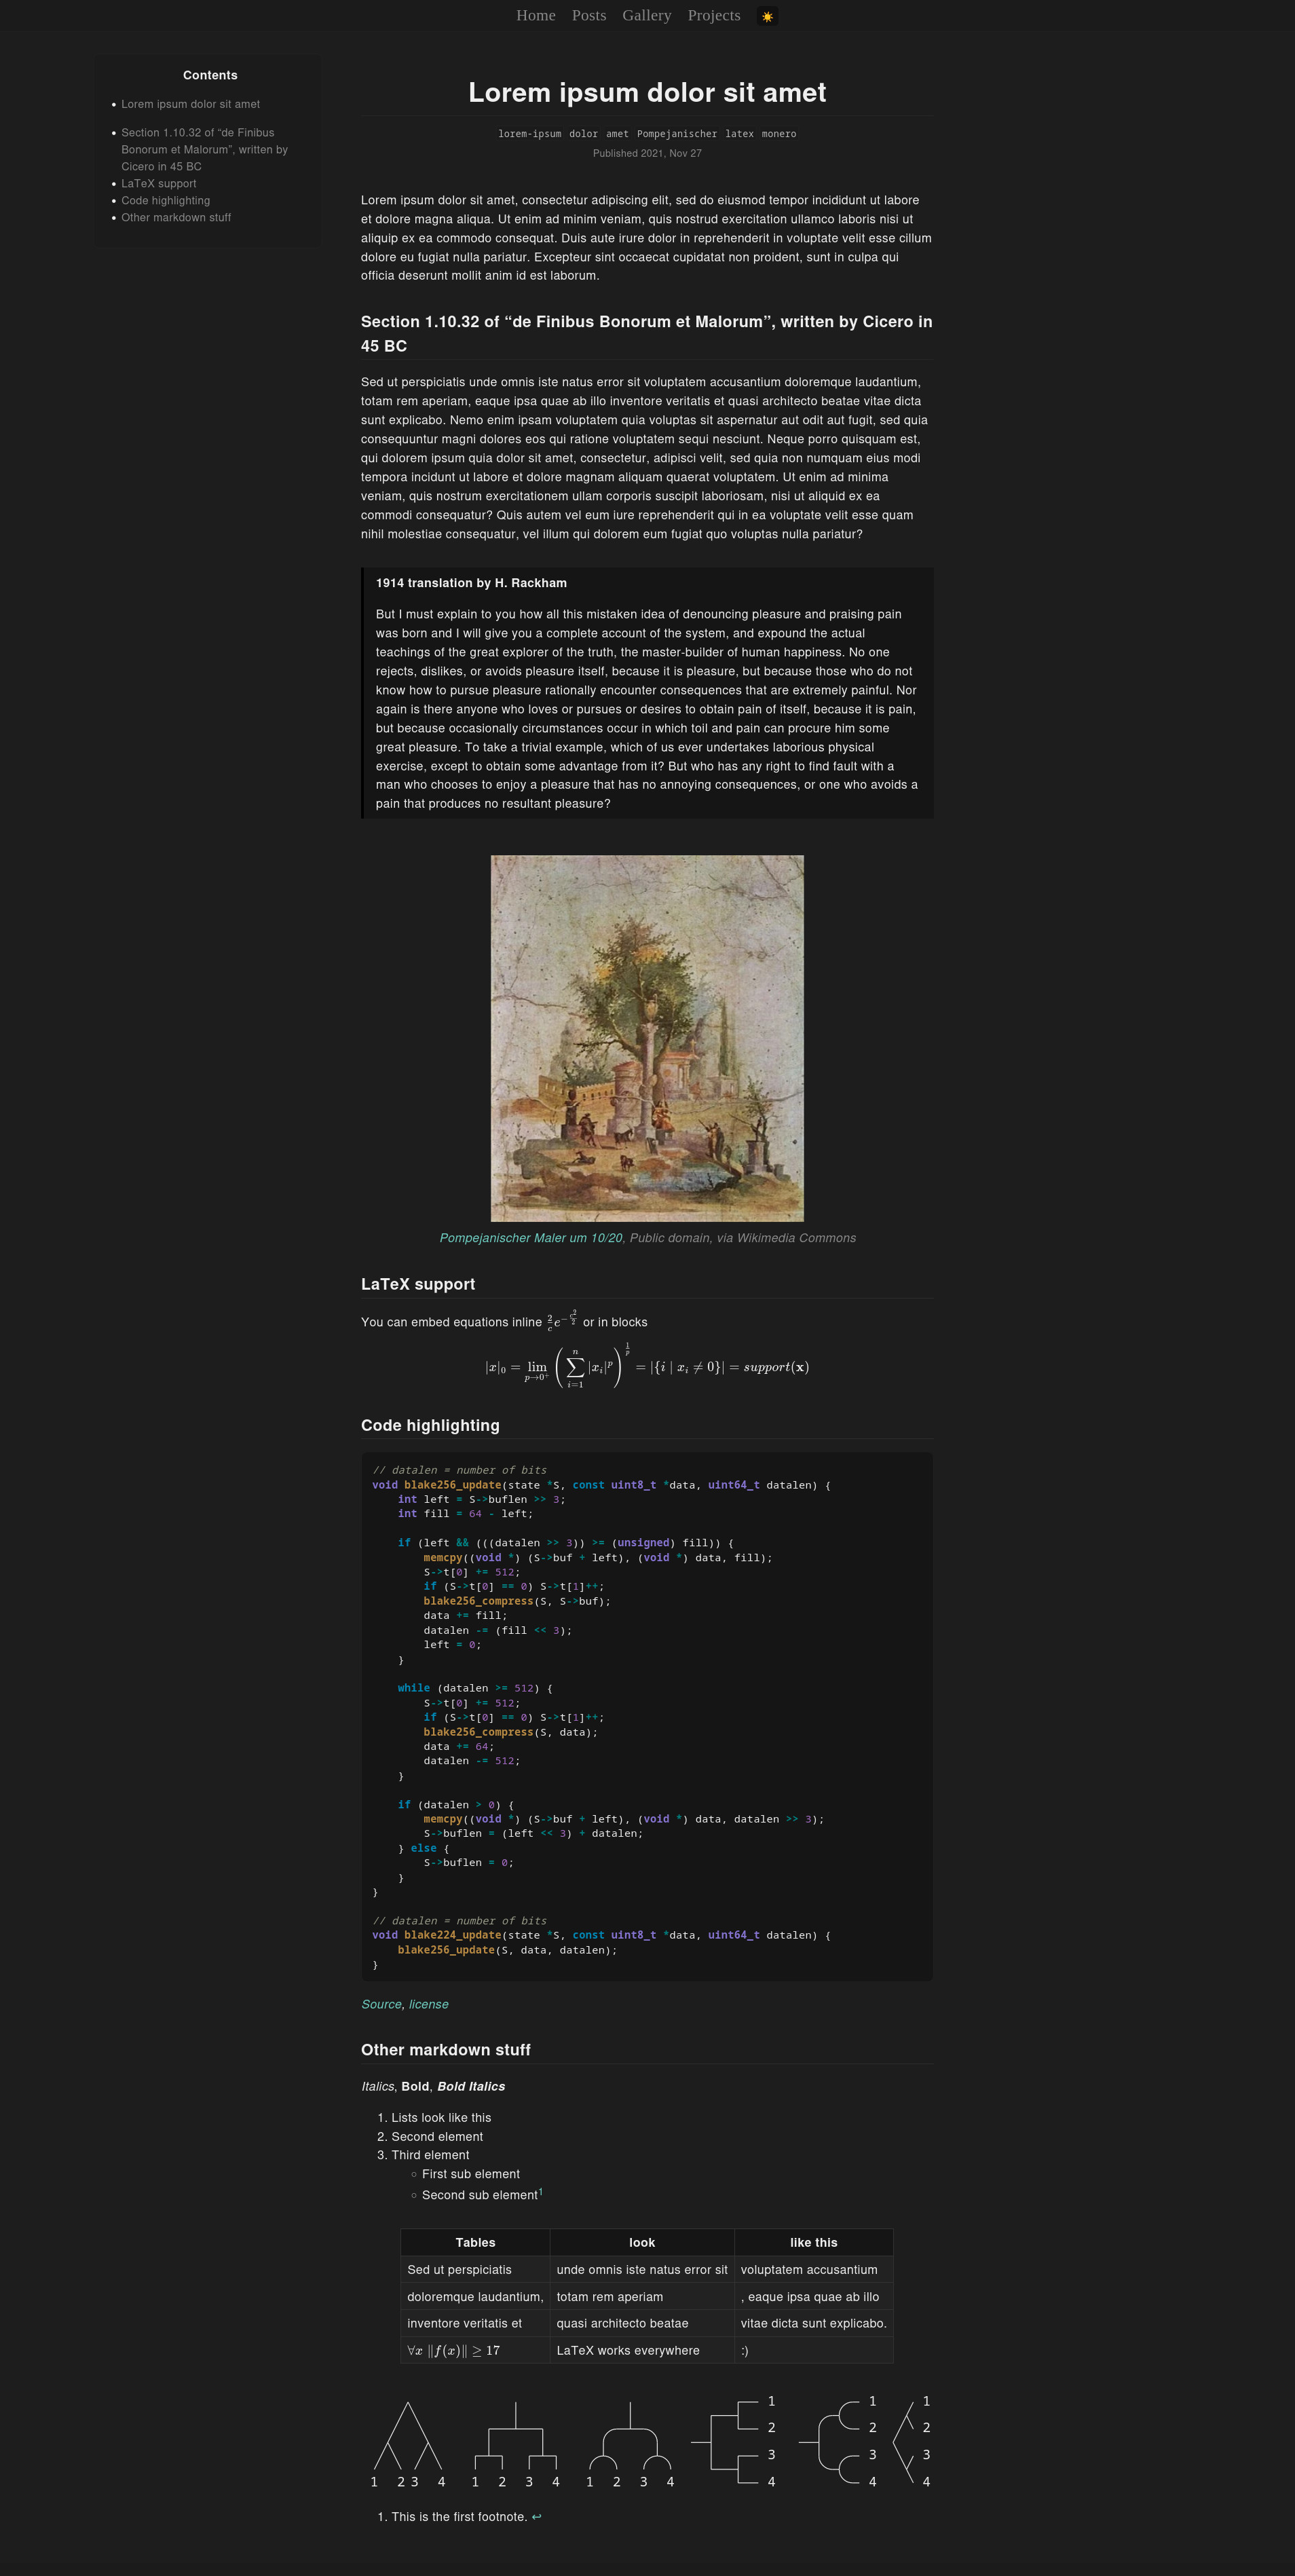 Home Posts Gallery Projects
Contents
Lorem ipsum dolor sit amet
Section 1.10.32 of “de Finibus
Bonorum et Malorum”, written by
Cicero in 45 BC
LaTeX support
Code highlighting
Other markdown stuff
Lorem ipsum dolor sit amet
lorem-ipsum dolor amet Pompejanischer latex monero
Published 2021, Nov 27
Lorem ipsum dolor sit amet, consectetur adipiscing elit, sed do eiusmod tempor incididunt ut labore
et dolore magna aliqua. Ut enim ad minim veniam, quis nostrud exercitation ullamco laboris nisi ut
aliquip ex ea commodo consequat. Duis aute irure dolor in reprehenderit in voluptate velit esse cillum
dolore eu fugiat nulla pariatur. Excepteur sint occaecat cupidatat non proident, sunt in culpa qui
officia deserunt mollit anim id est laborum.
Section 1.10.32 of “de Finibus Bonorum et Malorum”, written by Cicero in
45 BC
Sed ut perspiciatis unde omnis iste natus error sit voluptatem accusantium doloremque laudantium,
totam rem aperiam, eaque ipsa quae ab illo inventore veritatis et quasi architecto beatae vitae dicta
sunt explicabo. Nemo enim ipsam voluptatem quia voluptas sit aspernatur aut odit aut fugit, sed quia
consequuntur magni dolores eos qui ratione voluptatem sequi nesciunt. Neque porro quisquam est,
qui dolorem ipsum quia dolor sit amet, consectetur, adipisci velit, sed quia non numquam eius modi
tempora incidunt ut labore et dolore magnam aliquam quaerat voluptatem. Ut enim ad minima
veniam, quis nostrum exercitationem ullam corporis suscipit laboriosam, nisi ut aliquid ex ea
commodi consequatur? Quis autem vel eum iure reprehenderit qui in ea voluptate velit esse quam
nihil molestiae consequatur, vel illum qui dolorem eum fugiat quo voluptas nulla pariatur?
1914 translation by H. Rackham
But I must explain to you how all this mistaken idea of denouncing pleasure and praising pain
was born and I will give you a complete account of the system, and expound the actual
teachings of the great explorer of the truth, the master-builder of human happiness. No one
rejects, dislikes, or avoids pleasure itself, because it is pleasure, but because those who do not
know how to pursue pleasure rationally encounter consequences that are extremely painful. Nor
again is there anyone who loves or pursues or desires to obtain pain of itself, because it is pain,
but because occasionally circumstances occur in which toil and pain can procure him some
great pleasure. To take a trivial example, which of us ever undertakes laborious physical
exercise, except to obtain some advantage from it? But who has any right to find fault with a
man who chooses to enjoy a pleasure that has no annoying consequences, or one who avoids a
pain that produces no resultant pleasure?
Pompejanischer Maler um 10/20, Public domain, via Wikimedia Commons
LaTeX support
You can embed equations inline 2/c e^{-t^2/2} or in blocks
|x|_0 = lim_{p→0+} (∑_{i=1}^{n} |x_i|^p)^{1/p} = |{i | x_i ≠ 0}| = support(x)
Code highlighting
// datalen = number of bits
void blake256_update(state *S, const uint8_t *data, uint64_t datalen) {
    int left = S->buflen >> 3;
    int fill = 64 - left;
    if (left && (((datalen >> 3)) >= (unsigned) fill)) {
        memcpy((void *) (S->buf + left), (void *) data, fill);
        S->t[0] += 512;
        if (S->t[0] == 0) S->t[1]++;
        blake256_compress(S, S->buf);
        data += fill;
        datalen -= (fill << 3);
        left = 0;
    }
    while (datalen >= 512) {
        S->t[0] += 512;
        if (S->t[0] == 0) S->t[1]++;
        blake256_compress(S, data);
        data += 64;
        datalen -= 512;
    }
    if (datalen > 0) {
        memcpy((void *) (S->buf + left), (void *) data, datalen >> 3);
        S->buflen = (left << 3) + datalen;
    } else {
        S->buflen = 0;
    }
}
// datalen = number of bits
void blake224_update(state *S, const uint8_t *data, uint64_t datalen) {
    blake256_update(S, data, datalen);
}
Source, license
Other markdown stuff
Italics, Bold, Bold Italics
1. Lists look like this
2. Second element
3. Third element
First sub element
Second sub element1
Tables look like this
Sed ut perspiciatis unde omnis iste natus error sit voluptatem accusantium
doloremque laudantium, totam rem aperiam , eaque ipsa quae ab illo
inventore veritatis et quasi architecto beatae vitae dicta sunt explicabo.
∀x ‖f(x)‖ ≥ 17 LaTeX works everywhere :)
1 2 3 4 1 2 3 4 1 2 3 4 1 2 3 4 1 2 3 4 1 2 3 4
1. This is the first footnote. ↩